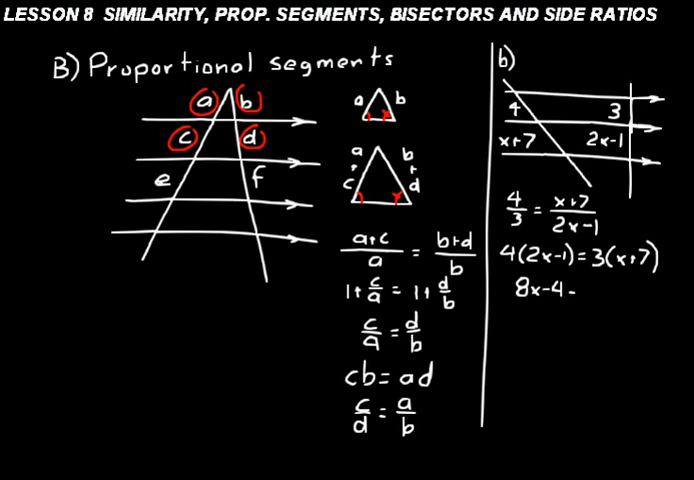 LESSON 8 SIMILARITY, PROP. SEGMENTS, BISECTORS AND SIDE RATIOS
B) Proportional segments
a b
c d
e f
a b
a b
+ +
c d
a+c/a = b+d/b
1+ c/a = 1+ d/b
c/a = d/b
cb = ad
c/d = a/b
b)
4 3
x+7 2x-1
4/3 = x+7/2x-1
4(2x-1)=3(x+7)
8x-4=